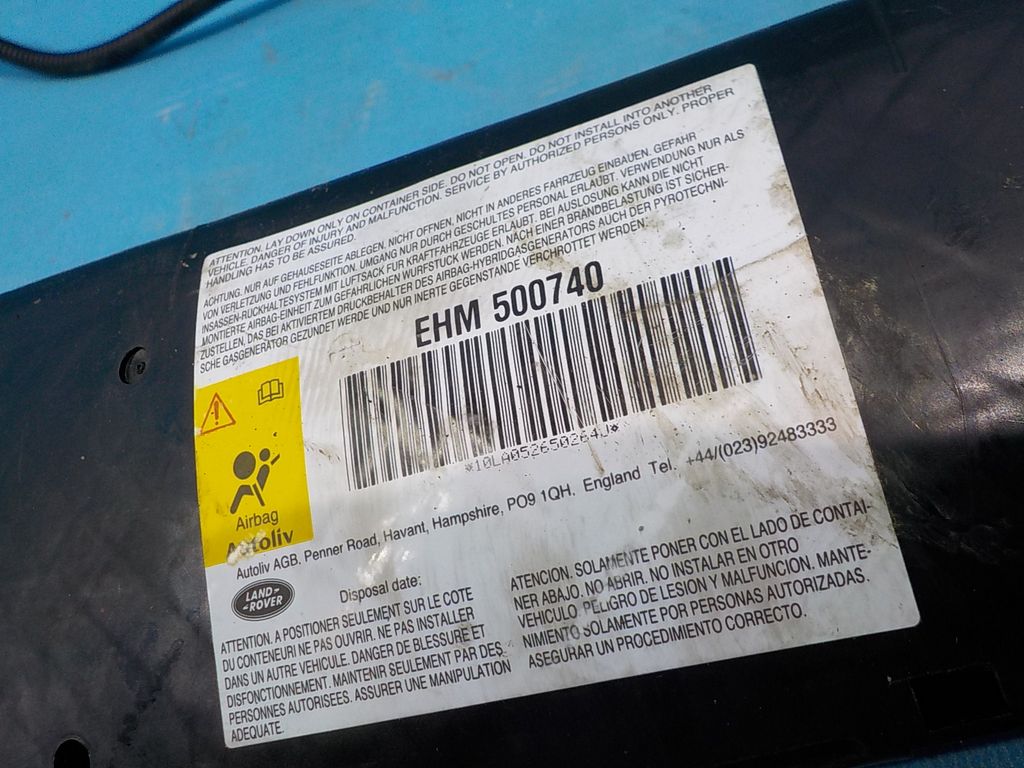 ATTENTION. LAY DOWN ONLY ON CONTAINER SIDE. DO NOT OPEN. DO NOT INSTALL INTO ANOTHER
VEHICLE. DANGER OF INJURY AND MALFUNCTION. SERVICE BY AUTHORIZED PERSONS ONLY. PROPER
HANDLING HAS TO BE ASSURED.
ACHTUNG. NUR AUF GEHAUSESEITE ABLEGEN. NICHT OFFNEN, NICHT IN ANDERES FAHRZEUG EINBAUEN. GEFAHR
VON VERLETZUNG UND FEHLFUNKTION. UMGANG NUR DURCH GESCHULTES PERSONAL ERLAUBT. VERWENDUNG NUR ALS
INSASSEN-RÜCKHALTESYSTEM MIT LUFTSACK FÜR KRAFTFAHRZEUGE ERLAUBT. BEI AUSLOSUNG KANN DIE NICHT
MONTIERTE AIRBAG-EINHEIT ZUM GEFAHRLICHEN WURFSTÜCK WERDEN. NACH EINER BRANDBELASTUNG IST SICHER-
ZUSTELLEN, DAS BEI AKTIVIERTEM DRUCKBEHALTER DES AIRBAG-HYBRIDGASGENERATORS AUCH DER PYROTECHNI-
SCHE GASGENERATOR GEZUNDET WERDE UND NUR INERTE GEGENSTANDE VERCHROTTET WERDEN.
EHM 500740
*10LA052650264J*
Airbag
Autoliv
Autoliv AGB. Penner Road, Havant, Hampshire, PO9 1QH. England Tel. +44/(023)92483333
LAND-
-ROVER
Disposal date:
ATTENTION. A POSITIONER SEULEMENT SUR LE COTE
DU CONTENEUR! NE PAS OUVRIR. NE PAS INSTALLER
DANS UN AUTRE VEHICULE. DANGER DE BLESSURE ET
DISFONCTIONNEMENT. MAINTENIR SEULEMENT PAR DES
PERSONNES AUTORISEES. ASSURER UNE MANIPULATION
ADEQUATE.
ATENCION. SOLAMENTE PONER CON EL LADO DE CONTAI-
NER ABAJO. NO ABRIR. NO INSTALAR EN OTRO
VEHICULO. PELIGRO DE LESION Y MALFUNCION. MANTE-
NIMIENTO SOLAMENTE POR PERSONAS AUTORIZADAS.
ASEGURAR UN PROCEDIMIENTO CORRECTO.